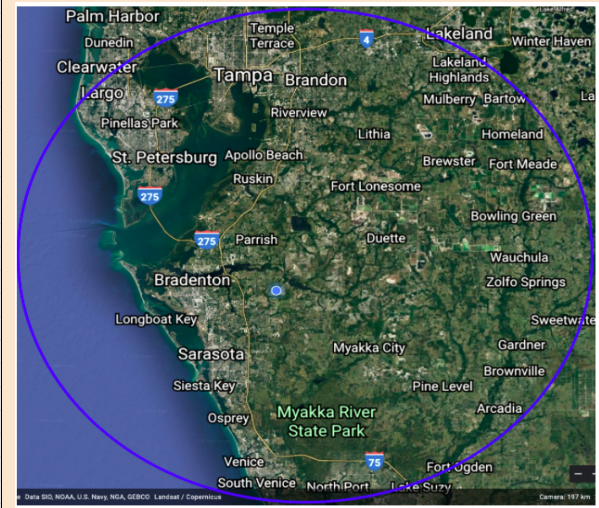 Palm Harbor
Temple
Terrace
Lakeland
Dunedin
4
Winter Haven
Clearwater
Lakeland
Highlands
Tampa
Brandon
Largo
275
Mulberry
Bartow
La
Riverview
Pinellas Park
Lithia
Homeland
St. Petersburg
Apollo Beach
Brewster
Fort Meade
Ruskin
Fort Lonesome
275
Bowling Green
275
Parrish
Duette
Wauchula
Bradenton
Zolfo Springs
Longboat Key
Sweetwate
Sarasota
Myakka City
Gardner
Brownville
Siesta Key
Pine Level
Arcadia
Osprey
Myakka River
State Park
Venice
75
Fort Ogden
South Venice
North Port
Lake Suzy
e Data SIO, NOAA, U.S. Navy, NGA, GEBCO Landsat / Copernicus
Camera: 197 km